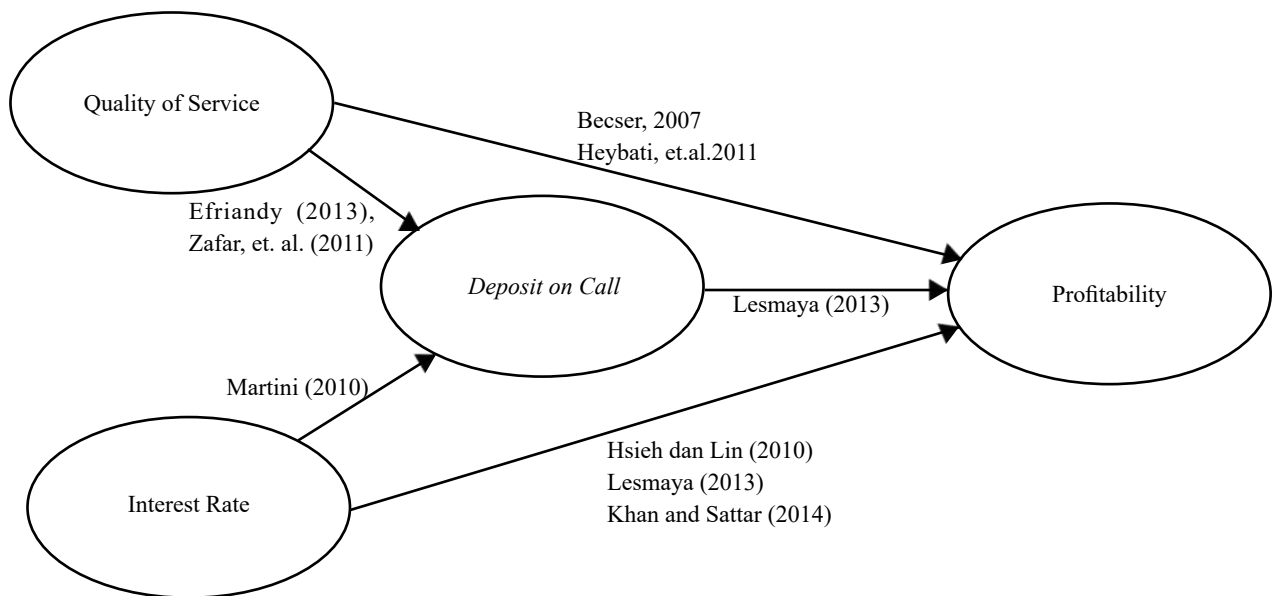 Quality of Service
Becser, 2007
Heybati, et.al.2011
Efriandy (2013),
Zafar, et. al. (2011)
Deposit on Call
Profitability
Lesmaya (2013)
Martini (2010)
Hsieh dan Lin (2010)
Lesmaya (2013)
Khan and Sattar (2014)
Interest Rate